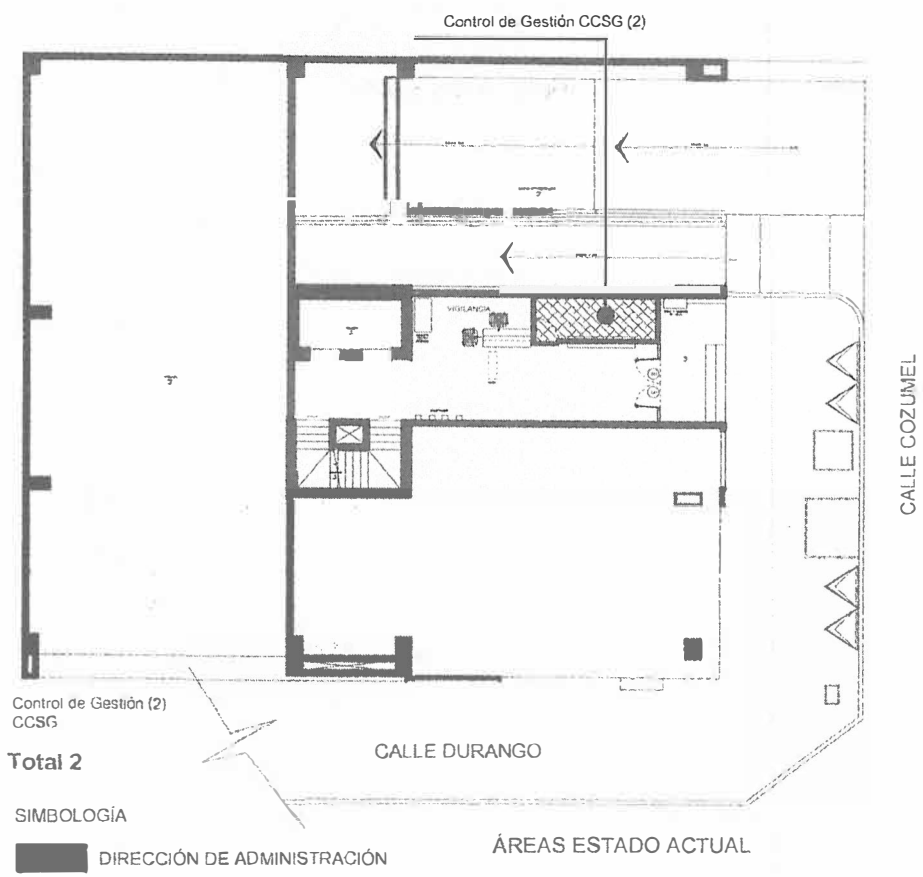 Control de Gestión CCSG (2)
VIGILANCIA
CALLE COZUMEL
Control de Gestión (2)
CCSG
Total 2
CALLE DURANGO
SIMBOLOGÍA
DIRECCIÓN DE ADMINISTRACIÓN
ÁREAS ESTADO ACTUAL